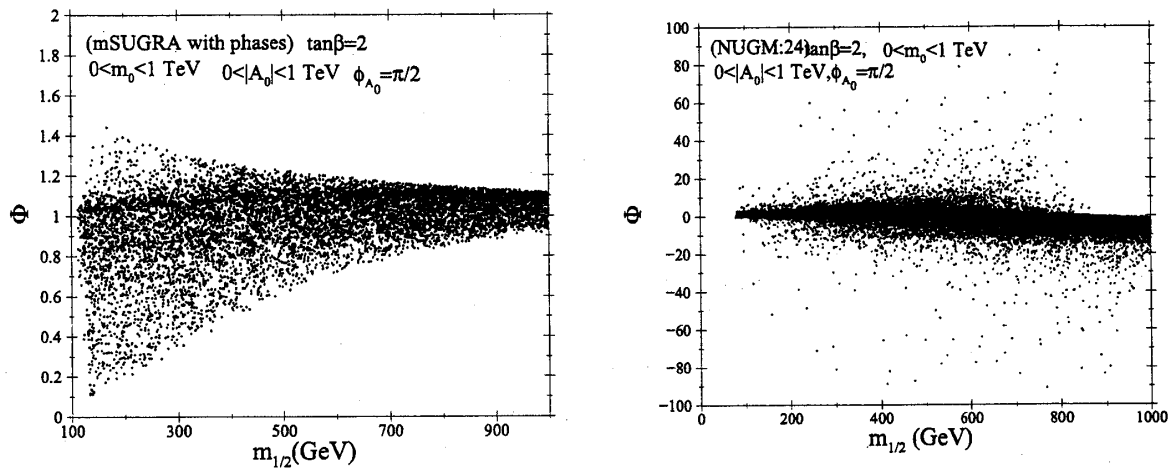 2
(mSUGRA with phases) tanβ=2
0<m₀<1 TeV 0<|A₀|<1 TeV ϕ_A₀=π/2
1.8
1.6
1.4
1.2
1
0.8
0.6
0.4
0.2
0
Φ
100 300 500 700 900
m₁/₂(GeV)
100
(NUGM:24)tanβ=2, 0<m₀<1 TeV
80
0<|A₀|<1 TeV,ϕ_A₀=π/2
60
40
20
0
−20
−40
−60
−80
−100
Φ
0 200 400 600 800 1000
m₁/₂ (GeV)